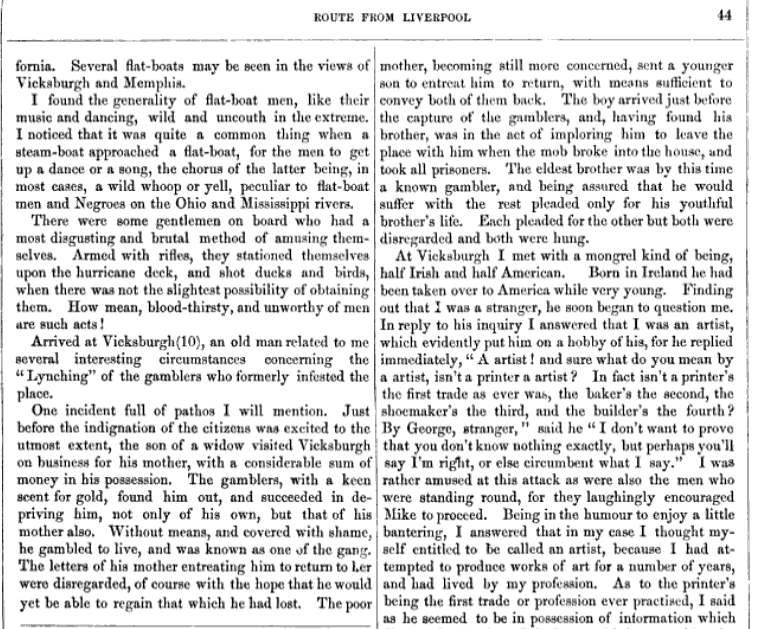 ROUTE FROM LIVERPOOL 44
fornia. Several flat-boats may be seen in the views of
Vicksburgh and Memphis.
I found the generality of flat-boat men, like their
music and dancing, wild and uncouth in the extreme.
I noticed that it was quite a common thing when a
steam-boat approached a flat-boat, for the men to get
up a dance or a song, the chorus of the latter being, in
most cases, a wild whoop or yell, peculiar to flat-boat
men and Negroes on the Ohio and Mississippi rivers.
There were some gentlemen on board who had a
most disgusting and brutal method of amusing them-
selves. Armed with rifles, they stationed themselves
upon the hurricane deck, and shot ducks and birds,
when there was not the slightest possibility of obtaining
them. How mean, blood-thirsty, and unworthy of men
are such acts!
Arrived at Vicksburgh(10), an old man related to me
several interesting circumstances concerning the
"Lynching" of the gamblers who formerly infested the
place.
One incident full of pathos I will mention. Just
before the indignation of the citizens was excited to the
utmost extent, the son of a widow visited Vicksburgh
on business for his mother, with a considerable sum of
money in his possession. The gamblers, with a keen
scent for gold, found him out, and succeeded in de-
priving him, not only of his own, but that of his
mother also. Without means, and covered with shame,
he gambled to live, and was known as one of the gang.
The letters of his mother entreating him to return to her
were disregarded, of course with the hope that he would
yet be able to regain that which he had lost. The poor
mother, becoming still more concerned, sent a younger
son to entreat him to return, with means sufficient to
convey both of them back. The boy arrived just before
the capture of the gamblers, and, having found his
brother, was in the act of imploring him to leave the
place with him when the mob broke into the house, and
took all prisoners. The eldest brother was by this time
a known gambler, and being assured that he would
suffer with the rest pleaded only for his youthful
brother's life. Each pleaded for the other but both were
disregarded and both were hung.
At Vicksburgh I met with a mongrel kind of being,
half Irish and half American. Born in Ireland he had
been taken over to America while very young. Finding
out that I was a stranger, he soon began to question me.
In reply to his inquiry I answered that I was an artist,
which evidently put him on a hobby of his, for he replied
immediately, "A artist! and sure what do you mean by
a artist, isn't a printer a artist? In fact isn't a printer's
the first trade as ever was, the baker's the second, the
shoemaker's the third, and the builder's the fourth?
By George, stranger," said he "I don't want to prove
that you don't know nothing exactly, but perhaps you'll
say I'm right, or else circumbent what I say." I was
rather amused at this attack as were also the men who
were standing round, for they laughingly encouraged
Mike to proceed. Being in the humour to enjoy a little
bantering, I answered that in my case I thought my-
self entitled to be called an artist, because I had at-
tempted to produce works of art for a number of years,
and had lived by my profession. As to the printer's
being the first trade or profession ever practised, I said
as he seemed to be in possession of information which